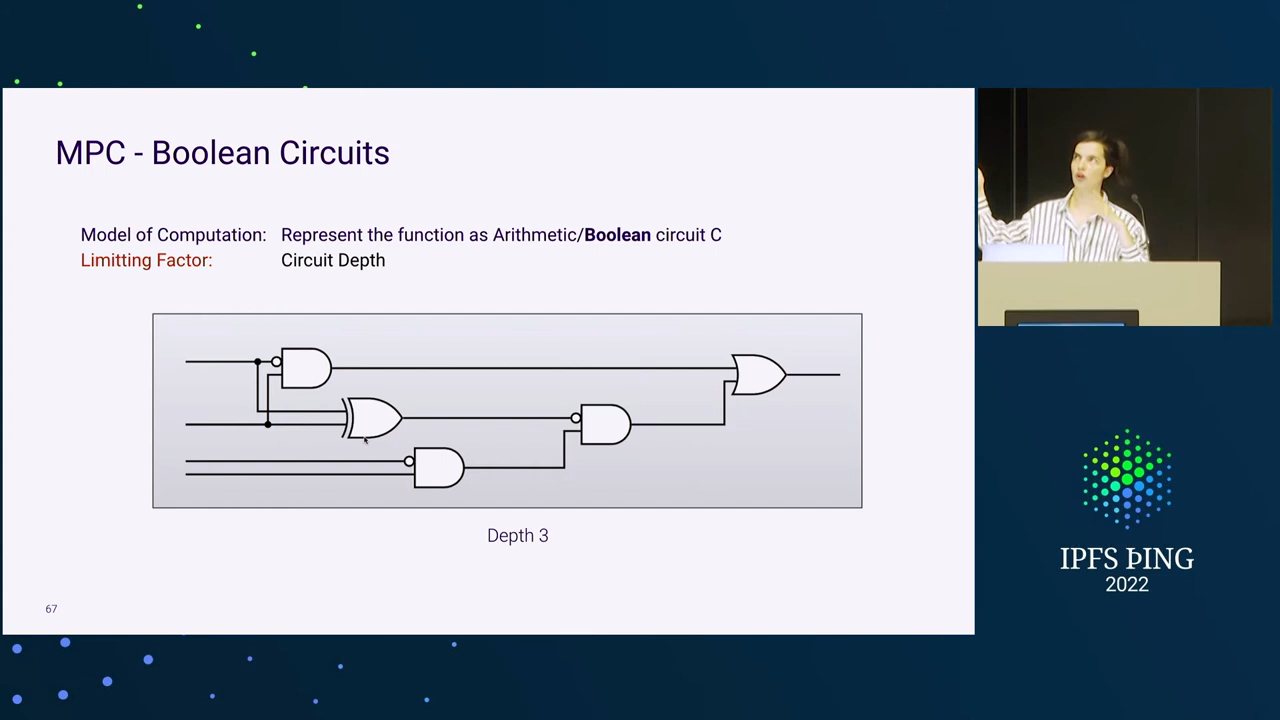 MPC - Boolean Circuits
Model of Computation: Represent the function as Arithmetic/Boolean circuit C
Limitting Factor: Circuit Depth
Depth 3
67
IPFS ÞING
2022